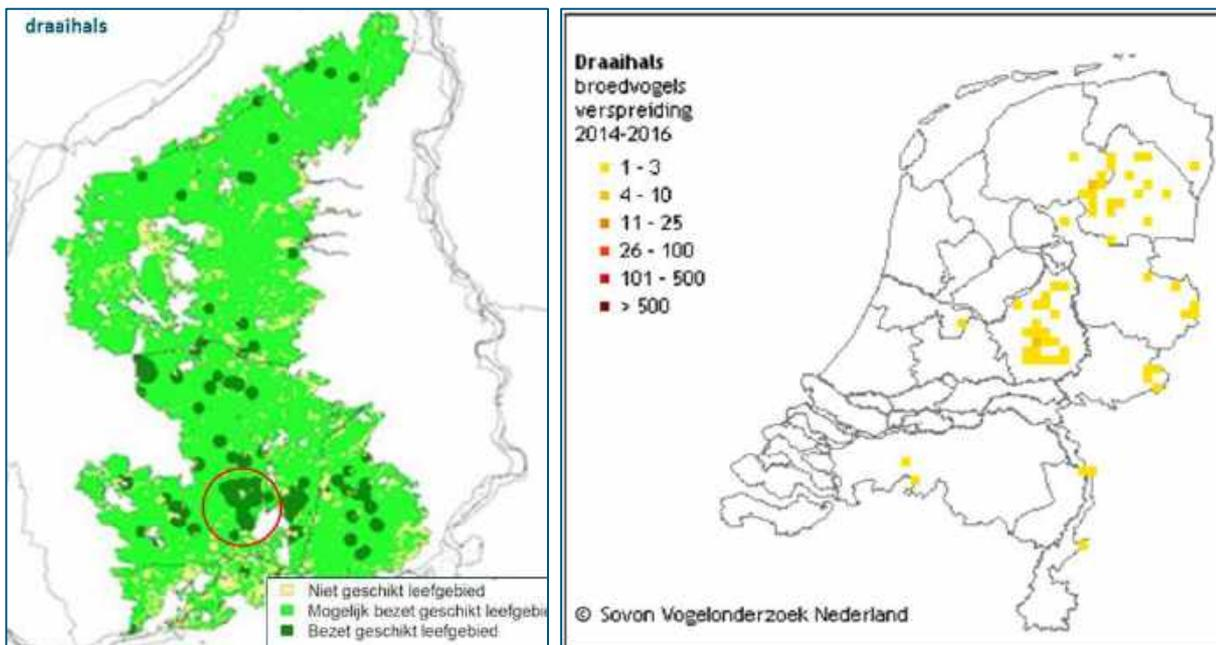 draaihals
Niet geschikt leefgebied
Mogelijk bezet geschikt leefgebie
Bezet geschikt leefgebied
Draaihals
broedvogels
verspreiding
2014-2016
1 - 3
4 - 10
11 - 25
26 - 100
101 - 500
> 500
© Sovon Vogelonderzoek Nederland